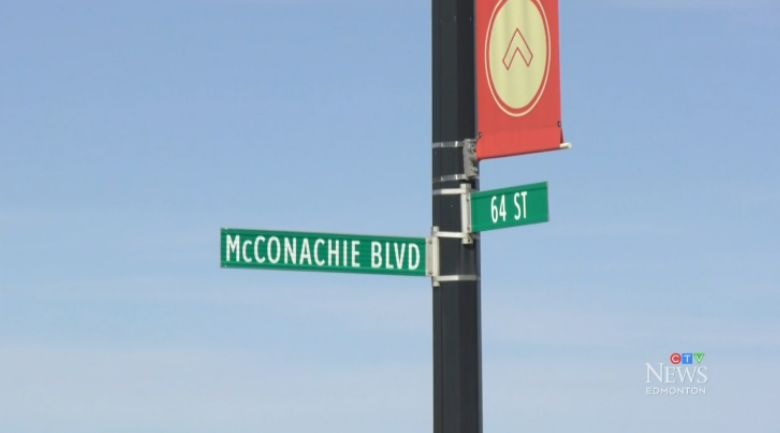 64 ST
McCONACHIE BLVD
CTV
NEWS
EDMONTON